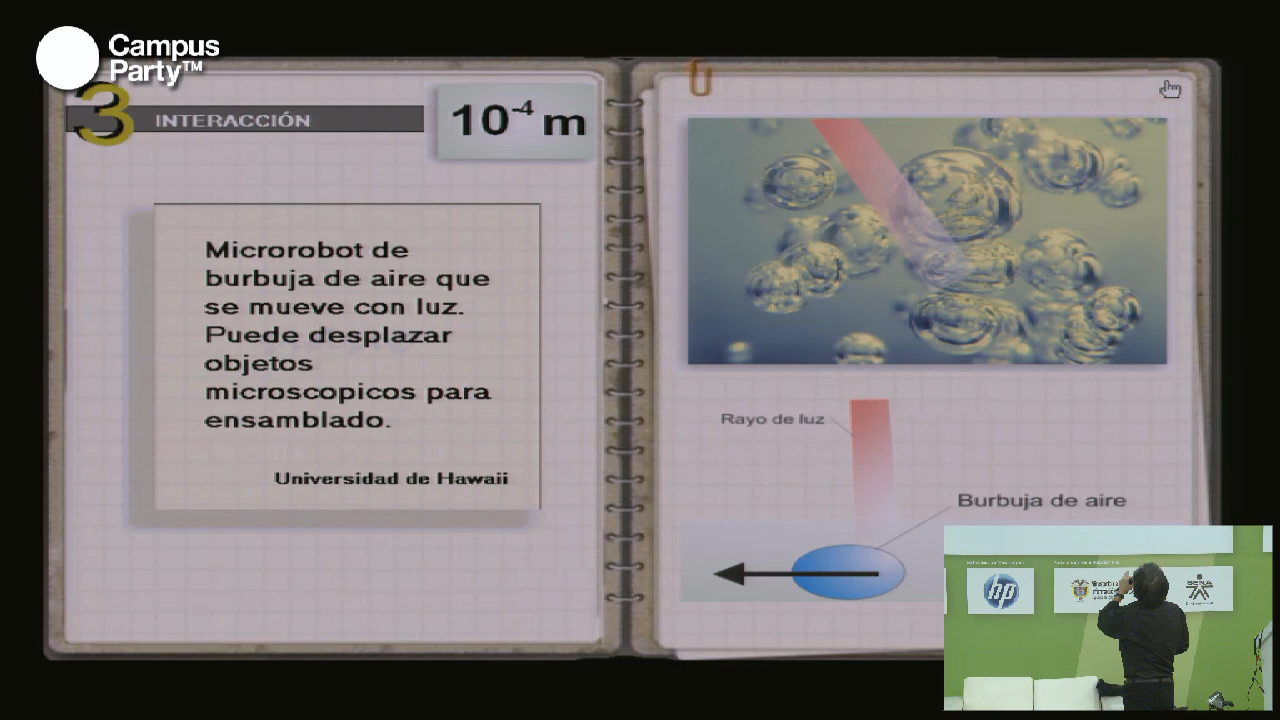 Campus
Party™
3
INTERACCIÓN
10⁻⁴ m
Microrobot de
burbuja de aire que
se mueve con luz.
Puede desplazar
objetos
microscopicos para
ensamblado.
Universidad de Hawaii
Rayo de luz
Burbuja de aire
hp
SENA